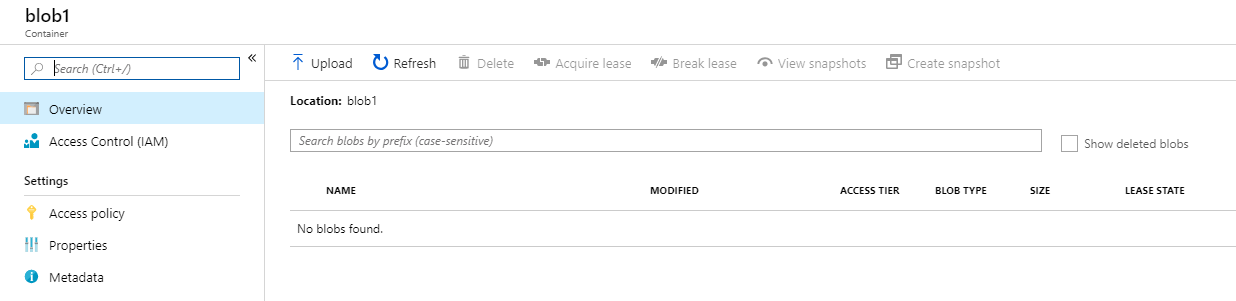 blob1
Container
Search (Ctrl+/)
«
Upload Refresh Delete Acquire lease Break lease View snapshots Create snapshot
Overview
Location: blob1
Access Control (IAM)
Search blobs by prefix (case-sensitive) Show deleted blobs
Settings
NAME MODIFIED ACCESS TIER BLOB TYPE SIZE LEASE STATE
Access policy
No blobs found.
Properties
Metadata